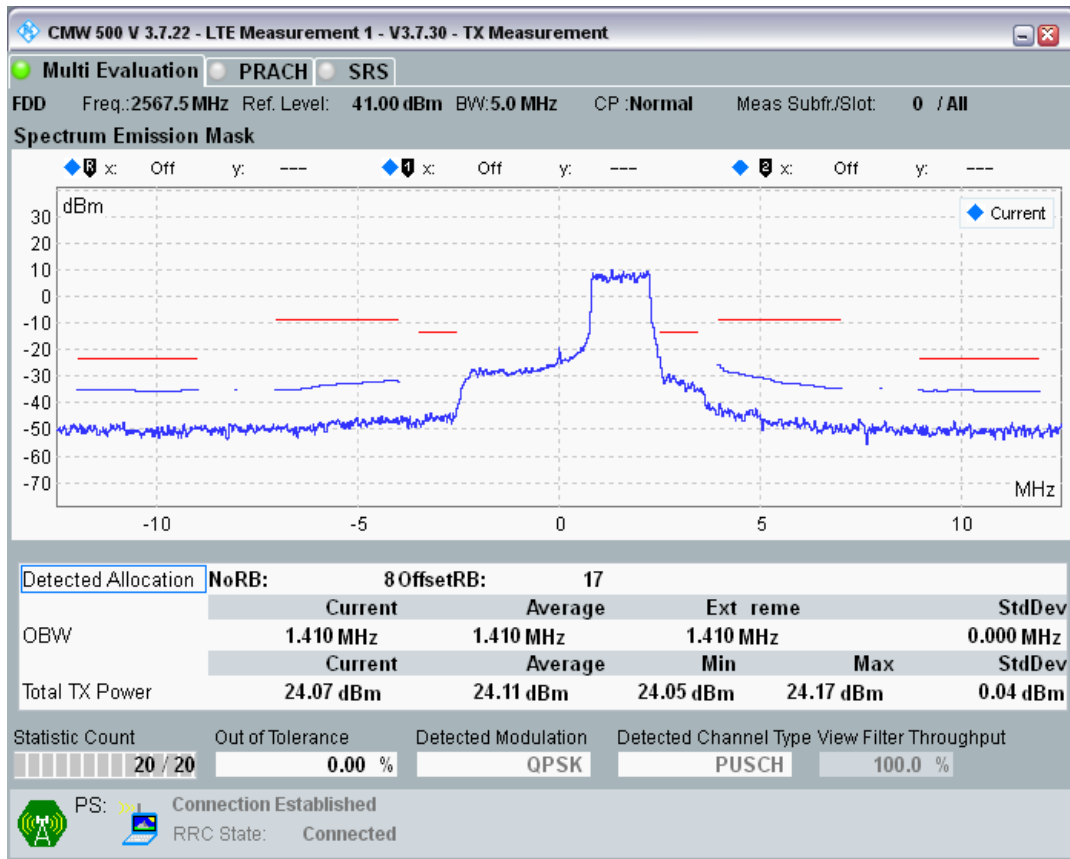 CMW 500 V 3.7.22 - LTE Measurement 1 - V3.7.30 - TX Measurement
Multi Evaluation PRACH SRS
FDD Freq.:2567.5 MHz Ref. Level: 41.00 dBm BW:5.0 MHz CP :Normal Meas Subfr./Slot: 0 / All
Spectrum Emission Mask
R x: Off y: --- 1 x: Off y: --- 2 x: Off y: ---
dBm
Current
30
20
10
0
-10
-20
-30
-40
-50
-60
-70
MHz
-10 -5 0 5 10
Detected Allocation NoRB: 8 OffsetRB: 17
Current Average Ext reme StdDev
OBW 1.410 MHz 1.410 MHz 1.410 MHz 0.000 MHz
Current Average Min Max StdDev
Total TX Power 24.07 dBm 24.11 dBm 24.05 dBm 24.17 dBm 0.04 dBm
Statistic Count Out of Tolerance Detected Modulation Detected Channel Type View Filter Throughput
20 / 20 0.00 % QPSK PUSCH 100.0 %
PS: Connection Established
RRC State: Connected